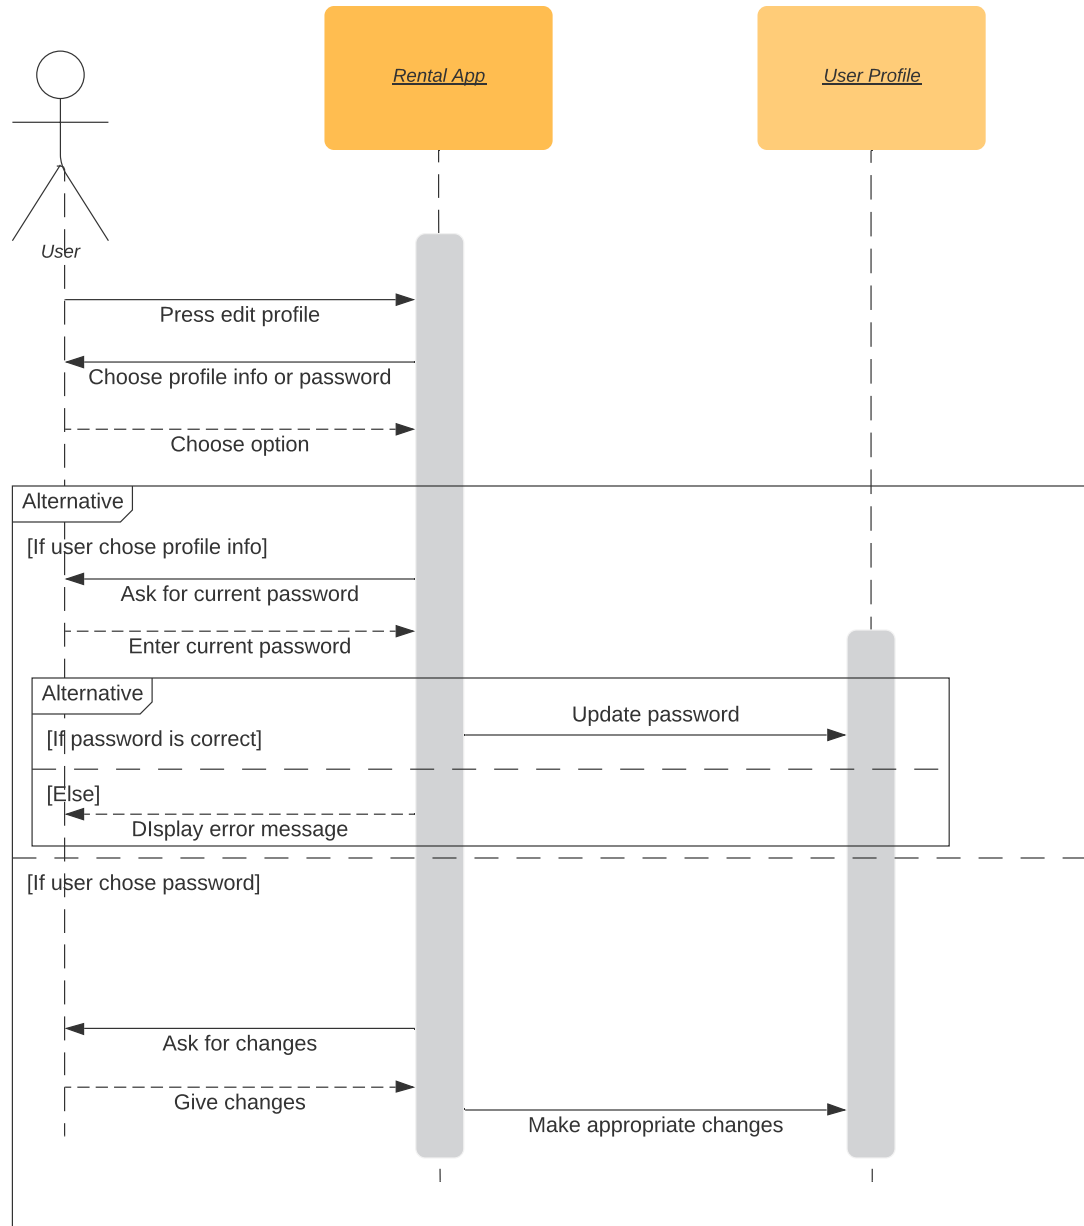 Rental App
User Profile
User
Press edit profile
Choose profile info or password
Choose option
Alternative
[If user chose profile info]
Ask for current password
Enter current password
Alternative
Update password
[If password is correct]
[Else]
DIsplay error message
[If user chose password]
Ask for changes
Give changes
Make appropriate changes